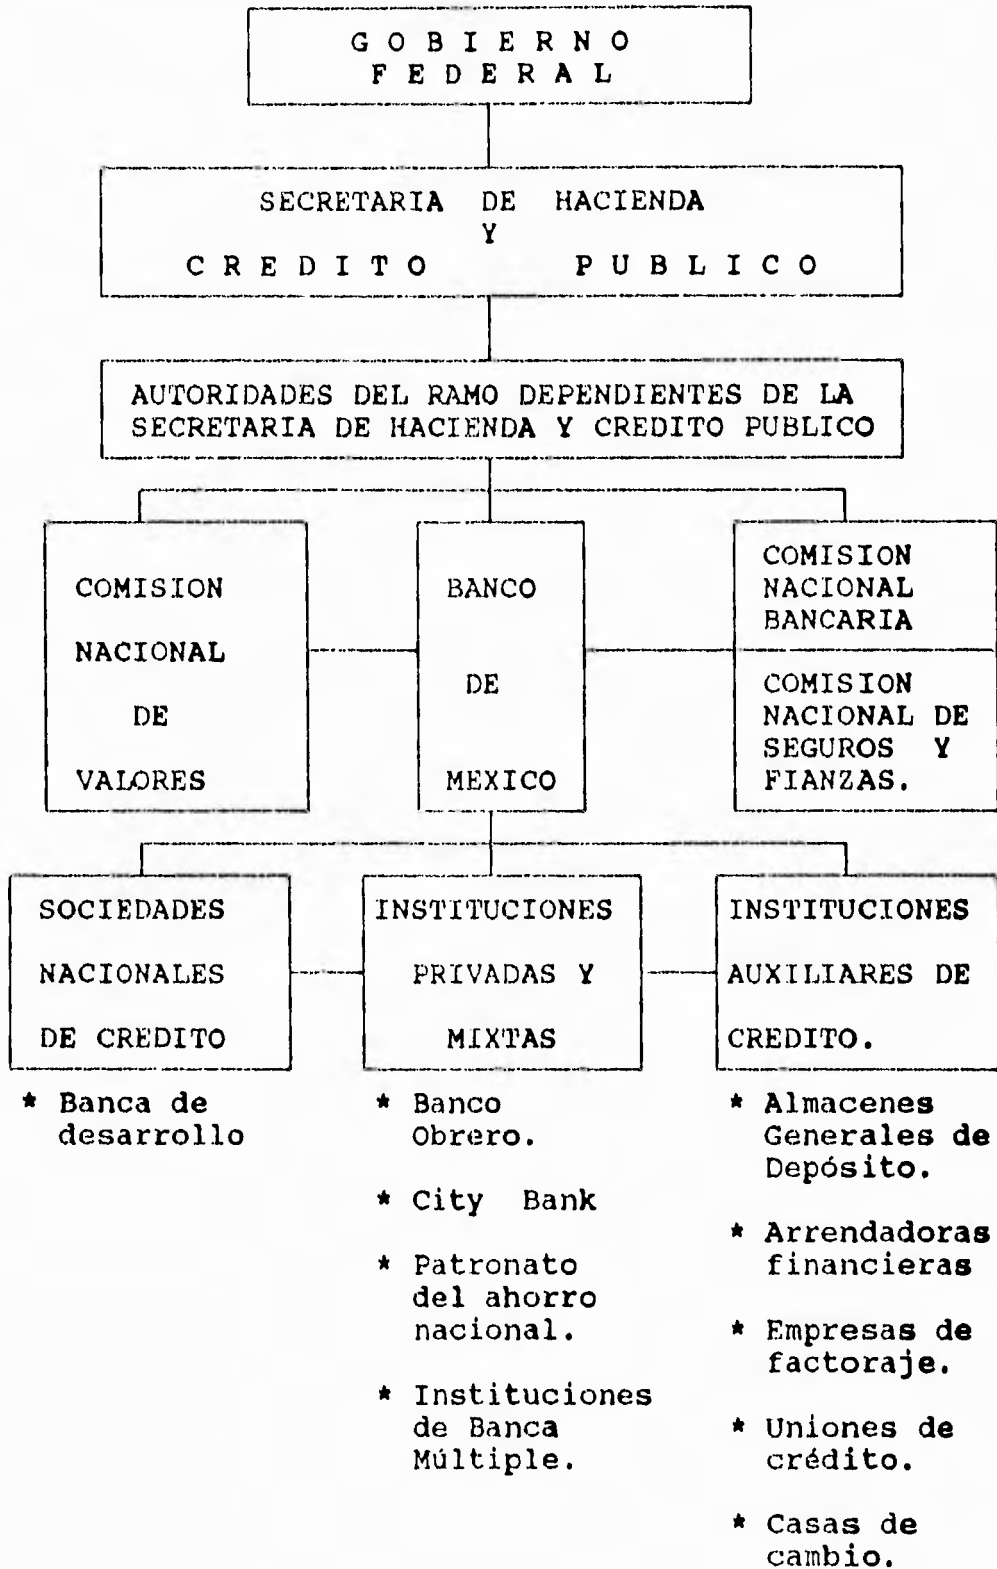 G O B I E R N O
F E D E R A L
SECRETARIA DE HACIENDA
Y
C R E D I T O P U B L I C O
AUTORIDADES DEL RAMO DEPENDIENTES DE LA
SECRETARIA DE HACIENDA Y CREDITO PUBLICO
COMISION
NACIONAL
DE
VALORES
BANCO
DE
MEXICO
COMISION
NACIONAL
BANCARIA
COMISION
NACIONAL DE
SEGUROS Y
FIANZAS.
SOCIEDADES
NACIONALES
DE CREDITO
INSTITUCIONES
PRIVADAS Y
MIXTAS
INSTITUCIONES
AUXILIARES DE
CREDITO.
* Banca de
desarrollo
* Banco
Obrero.
* City Bank
* Patronato
del ahorro
nacional.
* Instituciones
de Banca
Múltiple.
* Almacenes
Generales de
Depósito.
* Arrendadoras
financieras
* Empresas de
factoraje.
* Uniones de
crédito.
* Casas de
cambio.